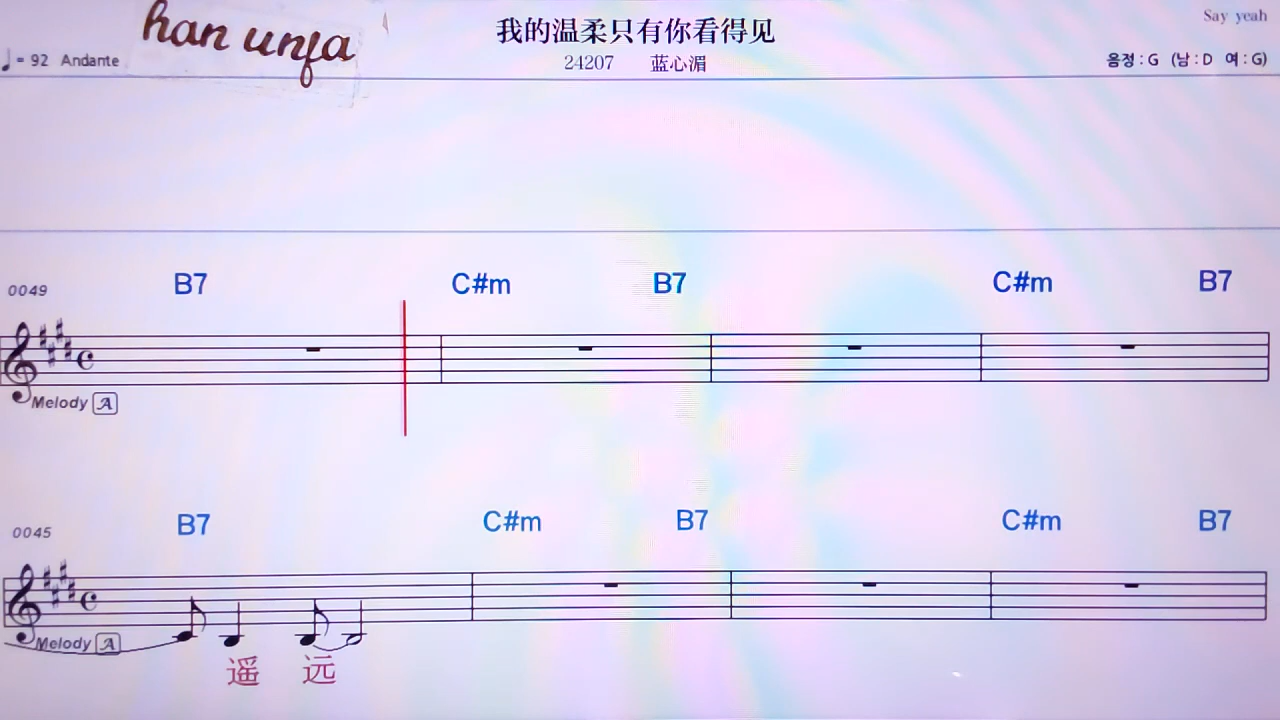 han unja
我的温柔只有你看得见
Say yeah
♩= 92 Andante
24207 蓝心湄
음정 : G (남 : D 여 : G)
B7 C#m B7 C#m B7
0049
Melody A
B7 C#m B7 C#m B7
0045
Melody A
遥 远